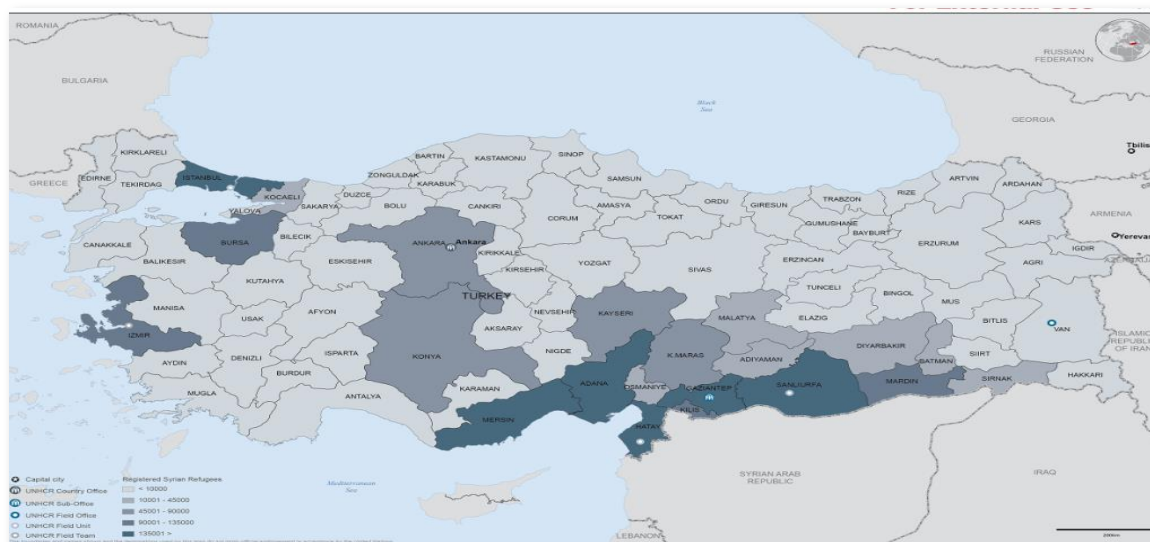 ROMANIA
RUSSIAN
FEDERATION
BULGARIA
Black
Sea
GEORGIA
Tbilis
GREECE
ARMENIA
Yerevan
KIRKLARELI
EDIRNE
TEKIRDAG
ISTANBUL
KOCAELI
YALOVA
SAKARYA
DUZCE
ZONGULDAK
BARTIN
KARABUK
KASTAMONU
SINOP
SAMSUN
BOLU
CANKIRI
CORUM
AMASYA
TOKAT
ORDU
GIRESUN
TRABZON
RIZE
ARTVIN
ARDAHAN
GUMUSHANE
BAYBURT
KARS
ERZURUM
IGDIR
AGRI
CANAKKALE
BALIKESIR
BURSA
BILECIK
ESKISEHIR
ANKARA
Ankara
KIRIKKALE
KIRSEHIR
YOZGAT
SIVAS
ERZINCAN
TUNCELI
BINGOL
MUS
KUTAHYA
TURKEY
NEVSEHIR
KAYSERI
MALATYA
ELAZIG
BITLIS
VAN
ISLAMIC
REPUBLIC
OF IRAN
MANISA
USAK
AFYON
IZMIR
AKSARAY
KONYA
NIGDE
K.MARAS
ADIYAMAN
DIYARBAKIR
BATMAN
SIIRT
AYDIN
DENIZLI
ISPARTA
BURDUR
MUGLA
ANTALYA
KARAMAN
ADANA
OSMANIYE
GAZIANTEP
SANLIURFA
MARDIN
SIRNAK
HAKKARI
MERSIN
KILIS
HATAY
Mediterranean
Sea
SYRIAN ARAB
REPUBLIC
IRAQ
LEBANON
Capital city
UNHCR Country Office
UNHCR Sub-Office
UNHCR Field Office
UNHCR Field Unit
UNHCR Field Team
Registered Syrian Refugees
< 10000
10001 - 45000
45001 - 90000
90001 - 135000
135001 >